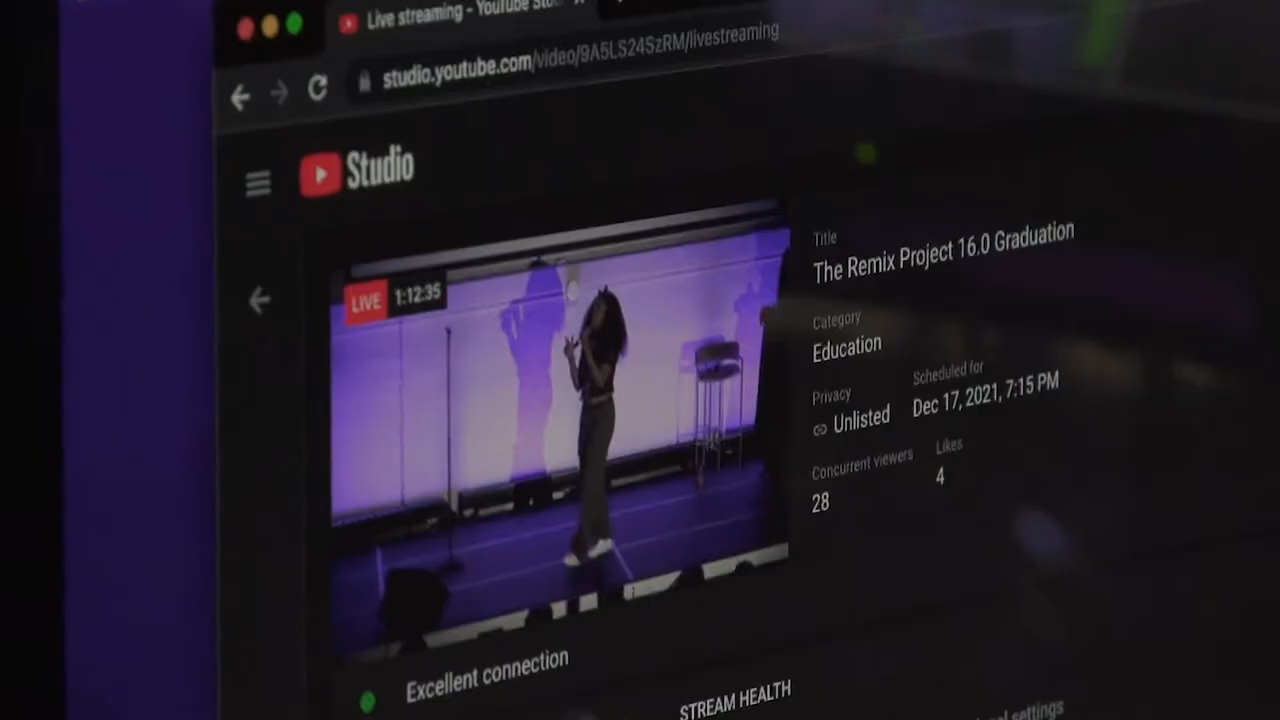 Live streaming - YouTube Stu
studio.youtube.com/video/9A5LS24SzRM/livestreaming
Studio
LIVE 1:12:35
Title
The Remix Project 16.0 Graduation
Category
Education
Privacy
Unlisted
Scheduled for
Dec 17, 2021, 7:15 PM
Concurrent viewers
28
Likes
4
Excellent connection
STREAM HEALTH
settings